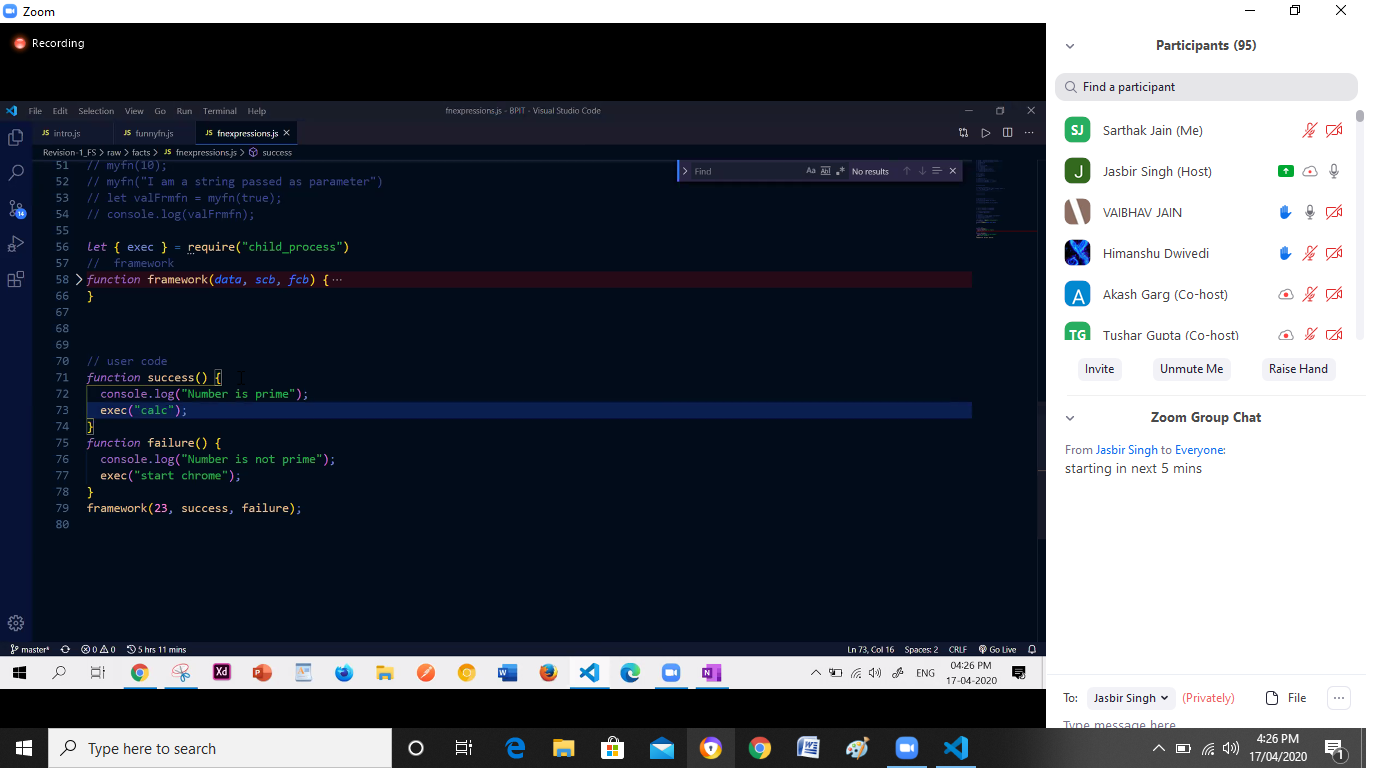 Zoom
Recording
File Edit Selection View Go Run Terminal Help
fnexpressions.js - BPIT - Visual Studio Code
JS intro.js
JS funnyfn.js
JS fnexpressions.js
Revision-1_FS > raw > facts > JS fnexpressions.js > success
Find
Aa Ab .* No results
51 // myfn(10);
52 // myfn("I am a string passed as parameter")
53 // let valFrmfn = myfn(true);
54 // console.log(valFrmfn);
55
56 let { exec } = require("child_process")
57 //  framework
58 function framework(data, scb, fcb) {…
66 }
67
68
69
70 // user code
71 function success() {
72 console.log("Number is prime");
73 exec("calc");
74 }
75 function failure() {
76 console.log("Number is not prime");
77 exec("start chrome");
78 }
79 framework(23, success, failure);
80
14
master* 0 0 5 hrs 11 mins
Ln 73, Col 16 Spaces: 2 CRLF Go Live
Xd
ENG
04:26 PM
17-04-2020
Participants (95)
Find a participant
SJ Sarthak Jain (Me)
J Jasbir Singh (Host)
VAIBHAV JAIN
Himanshu Dwivedi
A Akash Garg (Co-host)
TG Tushar Gupta (Co-host)
Invite
Unmute Me
Raise Hand
Zoom Group Chat
From Jasbir Singh to Everyone:
starting in next 5 mins
To: Jasbir Singh (Privately) File
Type message here
Type here to search
4:26 PM
17/04/2020
1